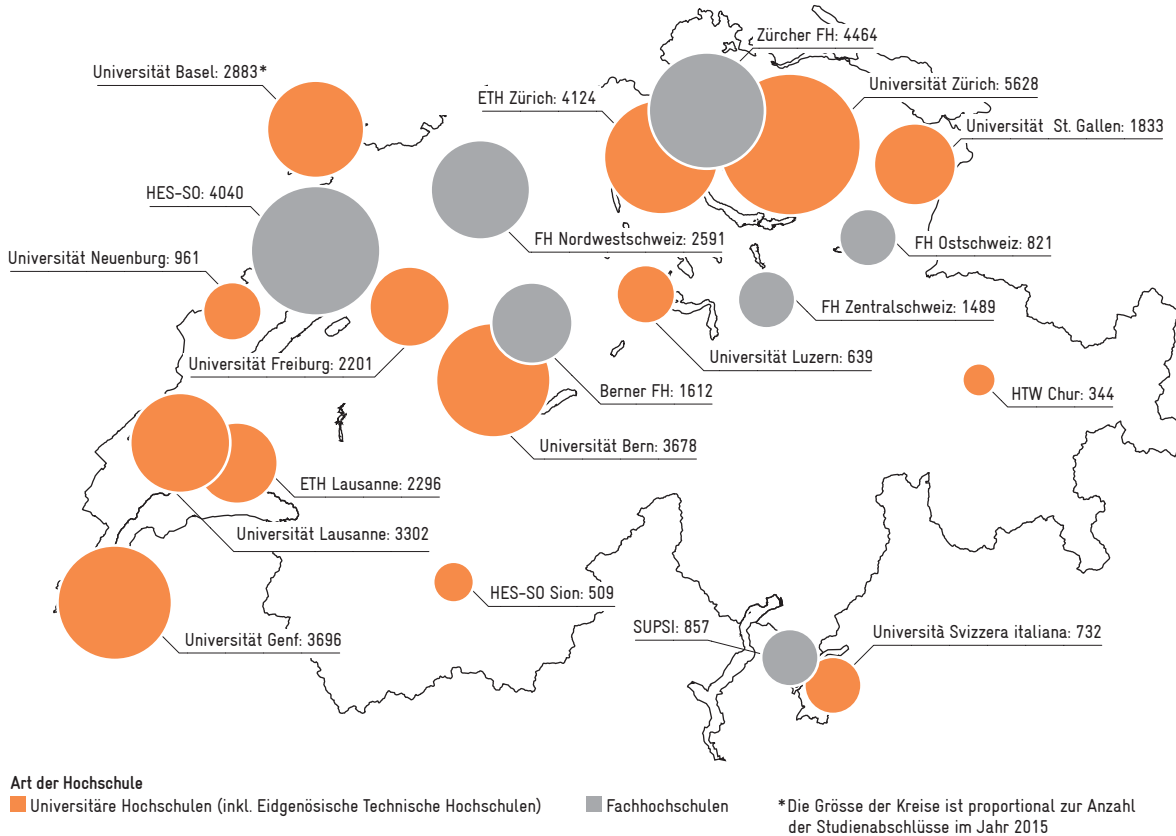 Zürcher FH: 4464
Universität Basel: 2883*
Universität Zürich: 5628
ETH Zürich: 4124
Universität St. Gallen: 1833
HES-SO: 4040
FH Nordwestschweiz: 2591
FH Ostschweiz: 821
Universität Neuenburg: 961
FH Zentralschweiz: 1489
Universität Freiburg: 2201
Universität Luzern: 639
Berner FH: 1612
HTW Chur: 344
Universität Bern: 3678
ETH Lausanne: 2296
Universität Lausanne: 3302
HES-SO Sion: 509
Universität Genf: 3696
SUPSI: 857
Università Svizzera italiana: 732
Art der Hochschule
Universitäre Hochschulen (inkl. Eidgenösische Technische Hochschulen)
Fachhochschulen
*Die Grösse der Kreise ist proportional zur Anzahl
der Studienabschlüsse im Jahr 2015